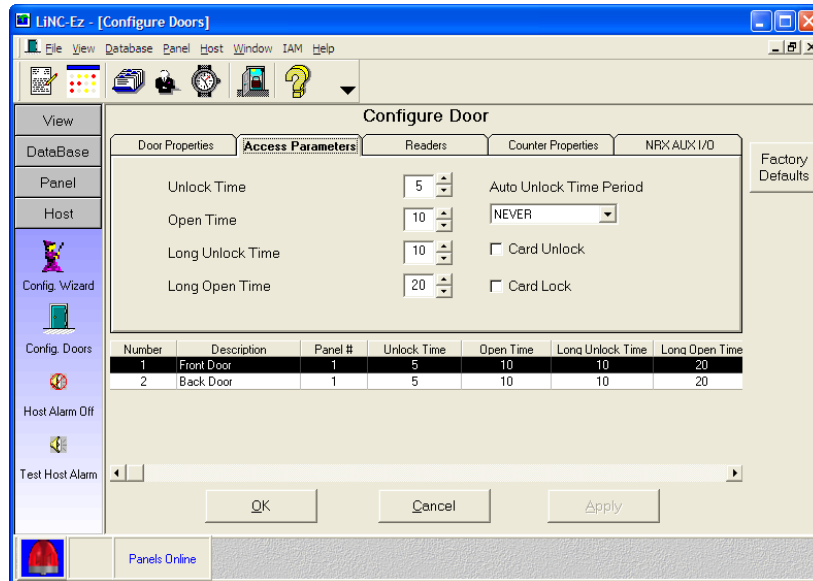 LiNC-Ez - [Configure Doors]
File View Database Panel Host Window IAM Help
View
DataBase
Panel
Host
Config. Wizard
Config. Doors
Host Alarm Off
Test Host Alarm
Configure Door
Door Properties Access Parameters Readers Counter Properties NRX AUX I/O
Factory
Defaults
Unlock Time 5 Auto Unlock Time Period
Open Time 10 NEVER
Long Unlock Time 10 Card Unlock
Long Open Time 20 Card Lock
Number Description Panel # Unlock Time Open Time Long Unlock Time Long Open Time
1 Front Door 1 5 10 10 20
2 Back Door 1 5 10 10 20
OK Cancel Apply
Panels Online